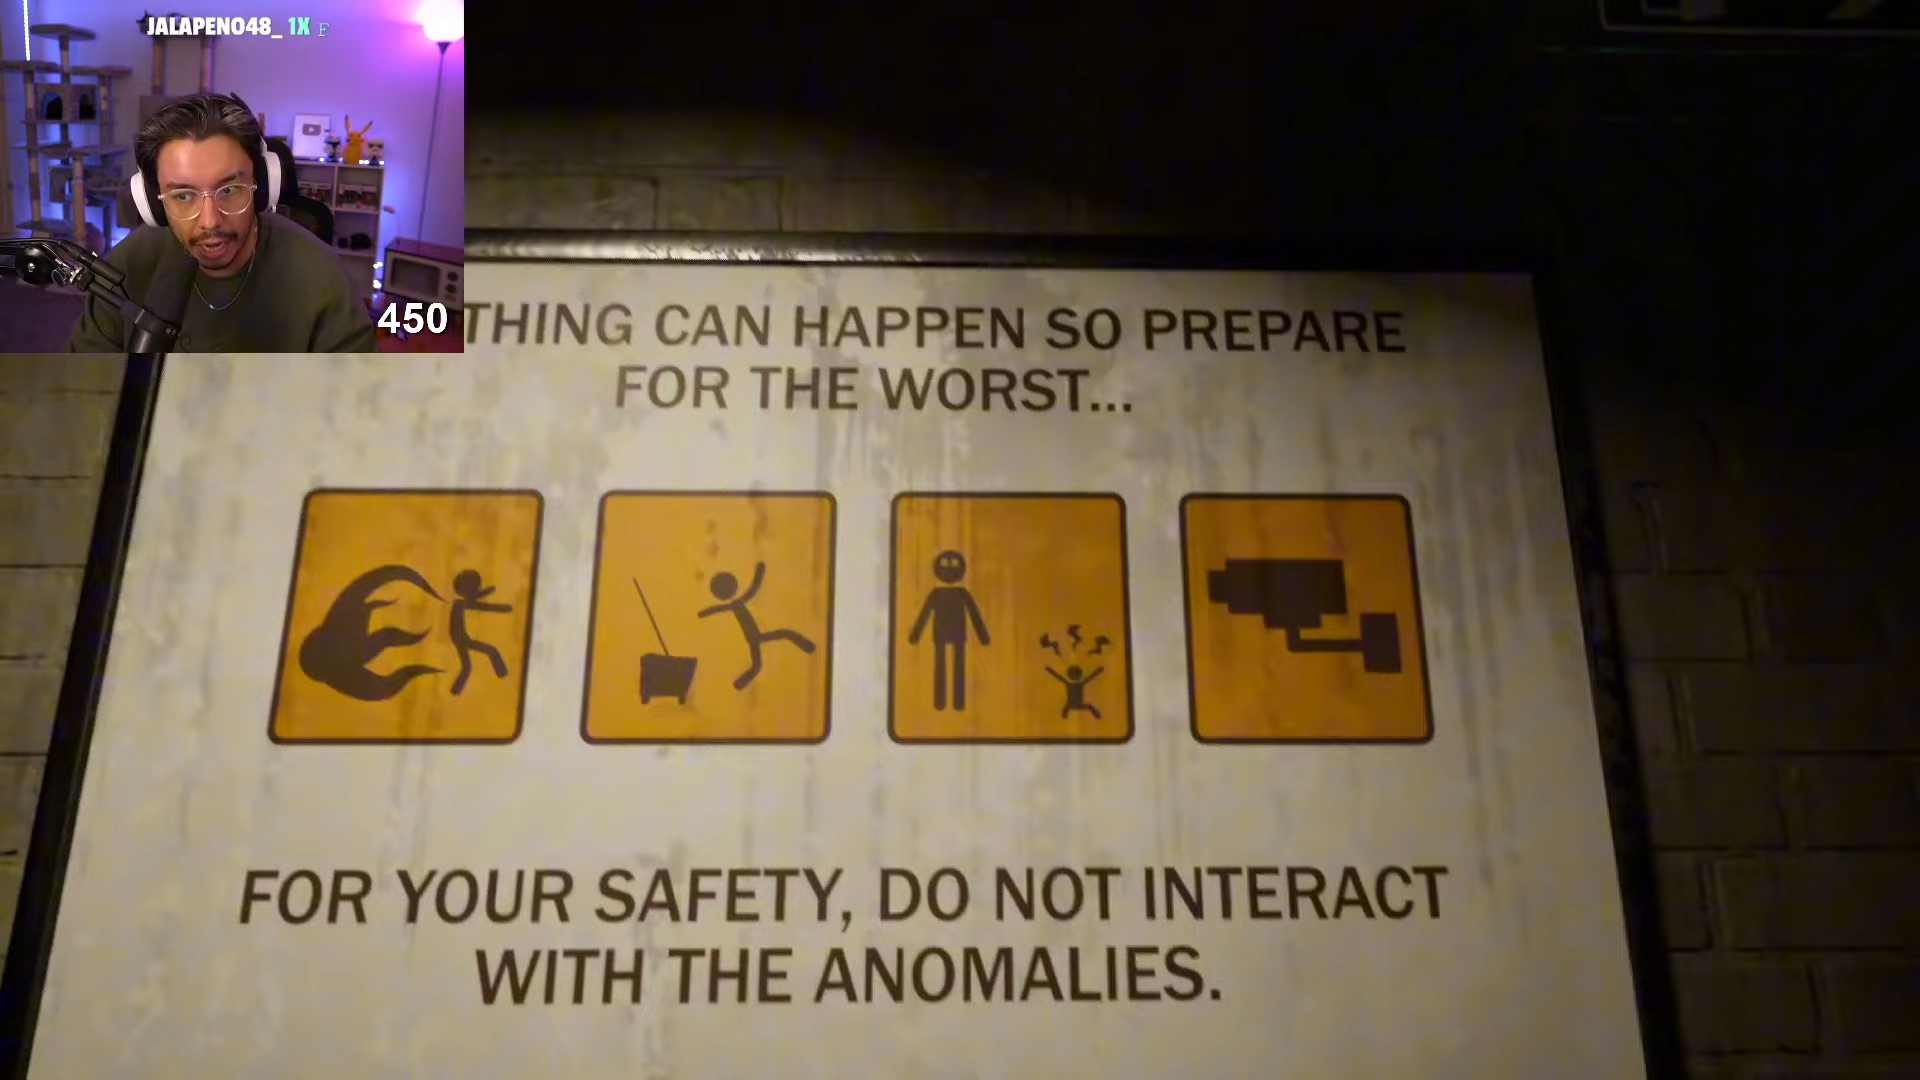 JALAPENO48_ 1X F
450
THING CAN HAPPEN SO PREPARE
FOR THE WORST...
FOR YOUR SAFETY, DO NOT INTERACT
WITH THE ANOMALIES.